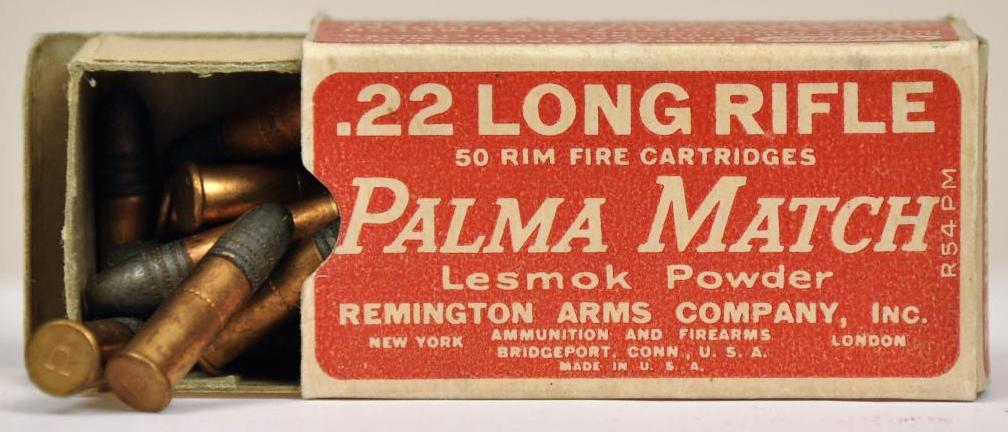 .22 LONG RIFLE
50 RIM FIRE CARTRIDGES
PALMA MATCH
Lesmok Powder
REMINGTON ARMS COMPANY, INC.
NEW YORK AMMUNITION AND FIREARMS LONDON
BRIDGEPORT, CONN., U. S. A.
MADE IN U. S. A.
R54PM